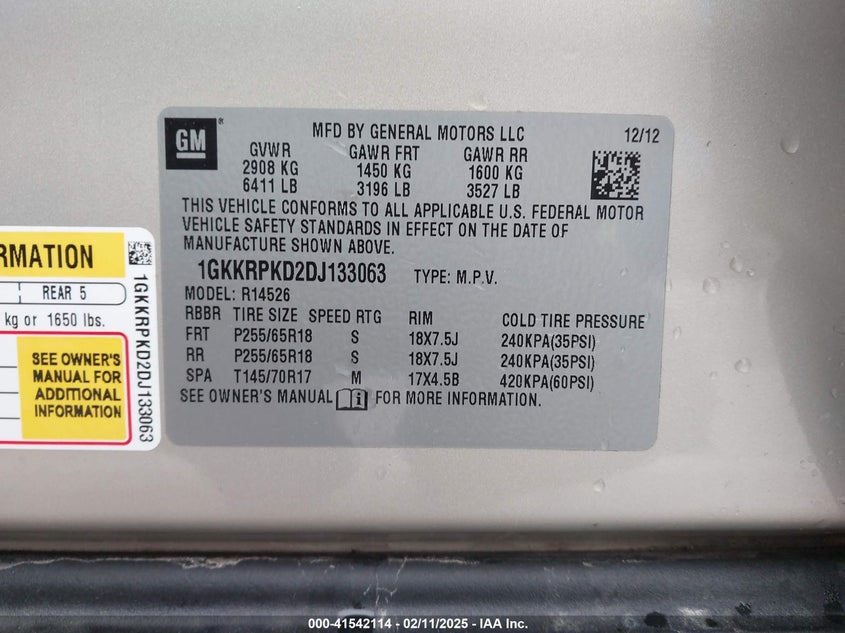 GM
MFD BY GENERAL MOTORS LLC 12/12
GVWR GAWR FRT GAWR RR
2908 KG 1450 KG 1600 KG
6411 LB 3196 LB 3527 LB
THIS VEHICLE CONFORMS TO ALL APPLICABLE U.S. FEDERAL MOTOR
VEHICLE SAFETY STANDARDS IN EFFECT ON THE DATE OF
MANUFACTURE SHOWN ABOVE.
1GKKRPKD2DJ133063 TYPE: M.P.V.
MODEL: R14526
RBBR TIRE SIZE SPEED RTG RIM COLD TIRE PRESSURE
FRT P255/65R18 S 18X7.5J 240KPA(35PSI)
RR P255/65R18 S 18X7.5J 240KPA(35PSI)
SPA T145/70R17 M 17X4.5B 420KPA(60PSI)
SEE OWNER'S MANUAL FOR MORE INFORMATION.
REAR 5
kg or 1650 lbs.
SEE OWNER'S
MANUAL FOR
ADDITIONAL
INFORMATION
1GKKRPKD2DJ133063
000-41542114 - 02/11/2025 - IAA Inc.